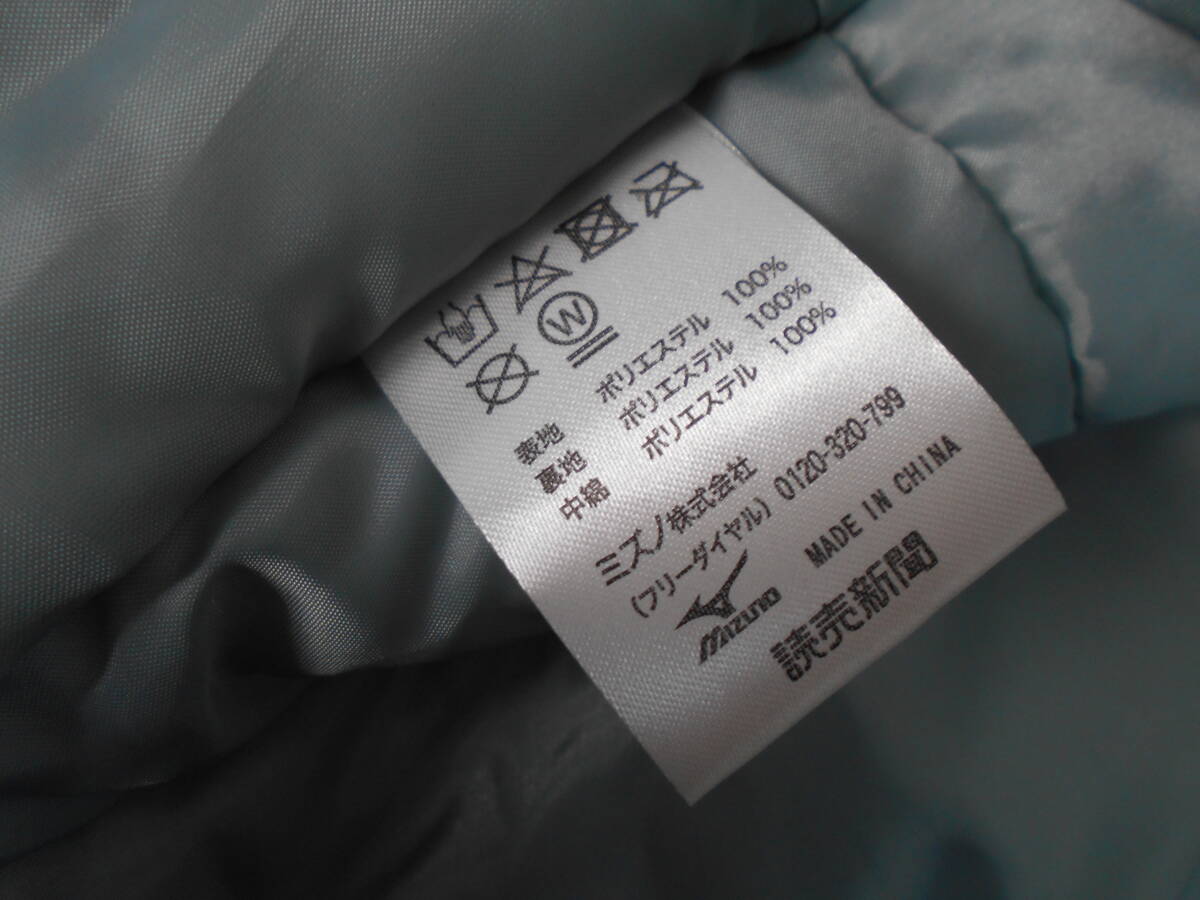 W
表地 ポリエステル 100%
裏地 ポリエステル 100%
中綿 ポリエステル 100%
ミズノ株式会社
(フリーダイヤル) 0120-320-799
MADE IN CHINA
MIZUNO
読売新聞